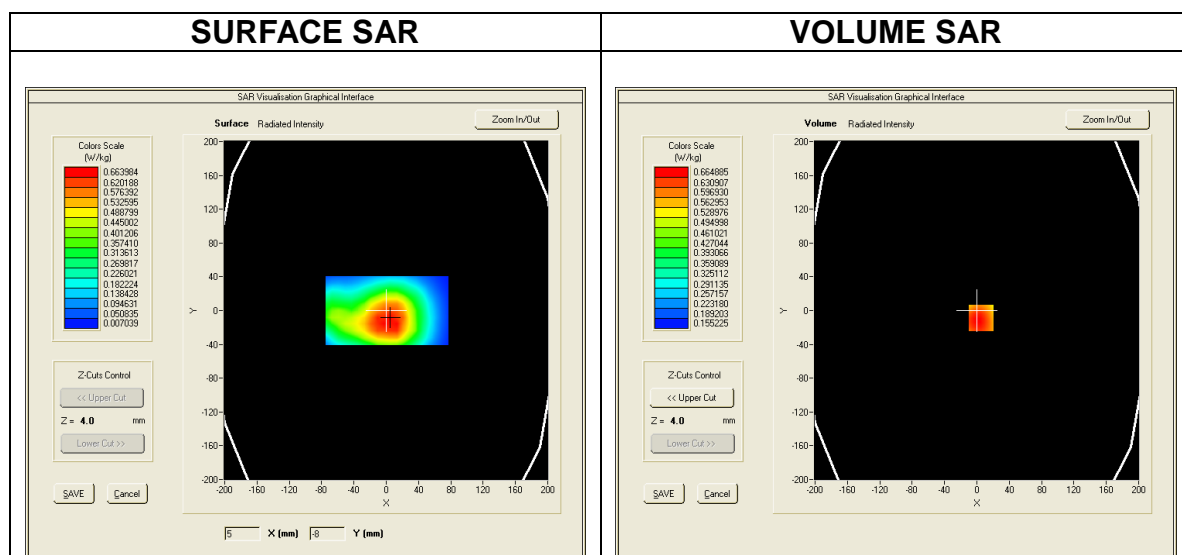 SURFACE SAR
VOLUME SAR
SAR Visualisation Graphical Interface
Surface Radiated Intensity
Zoom In/Out
Colors Scale
(W/kg)
0.663984
0.620188
0.576392
0.532595
0.488799
0.445002
0.401206
0.357410
0.313613
0.269817
0.226021
0.182224
0.138428
0.094631
0.050835
0.007039
200
160
120
80
40
0
-40
-80
-120
-160
-200
Y
-200 -160 -120 -80 -40 0 40 80 120 160 200
X
Z-Cuts Control
<< Upper Cut
Z = 4.0 mm
Lower Cut >>
SAVE Cancel
5 X (mm) -8 Y (mm)
SAR Visualisation Graphical Interface
Volume Radiated Intensity
Zoom In/Out
Colors Scale
(W/kg)
0.664885
0.630907
0.596930
0.562953
0.528976
0.494998
0.461021
0.427044
0.393066
0.359089
0.325112
0.291135
0.257157
0.223180
0.189203
0.155225
200
160
120
80
40
0
-40
-80
-120
-160
-200
Y
-200 -160 -120 -80 -40 0 40 80 120 160 200
X
Z-Cuts Control
<< Upper Cut
Z = 4.0 mm
Lower Cut >>
SAVE Cancel